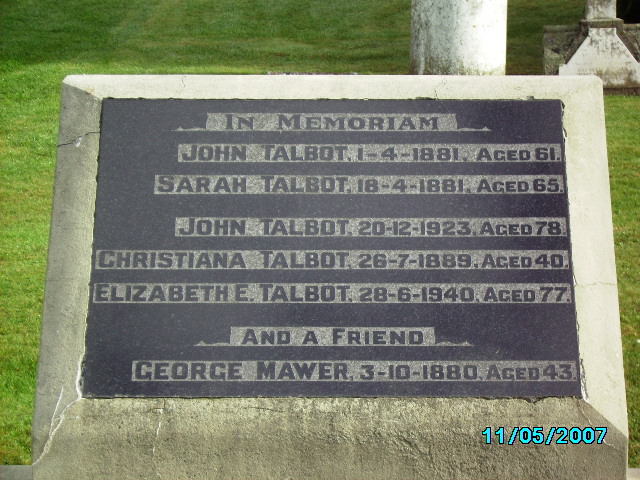 IN MEMORIAM
JOHN TALBOT, 1-4-1881, AGED 61.
SARAH TALBOT, 18-4-1881, AGED 65.
JOHN TALBOT, 20-12-1923, AGED 78.
CHRISTIANA TALBOT, 26-7-1889, AGED 40.
ELIZABETH E. TALBOT, 28-6-1940, AGED 77.
AND A FRIEND
GEORGE MAWER, 3-10-1880, AGED 43.
11/05/2007